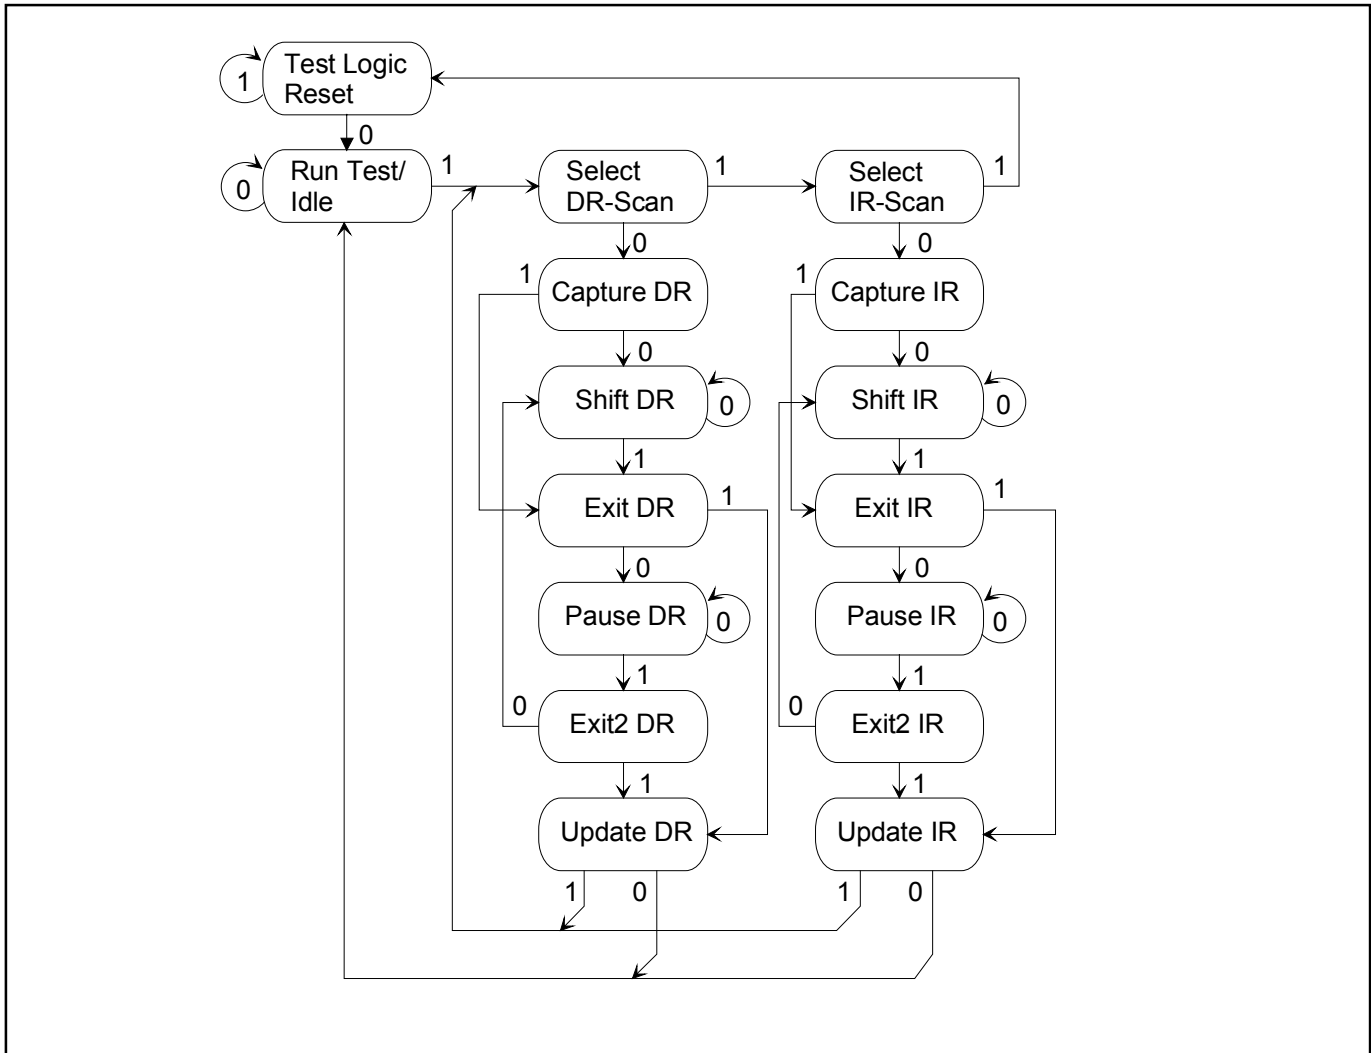 Test Logic
Reset
1
0
Run Test/
Idle
0
1
Select
DR-Scan
1
Select
IR-Scan
1
0
0
1
Capture DR
1
Capture IR
0
0
Shift DR
0
Shift IR
0
1
1
Exit DR
1
Exit IR
1
0
0
Pause DR
0
Pause IR
0
1
1
0
Exit2 DR
0
Exit2 IR
1
1
Update DR
Update IR
1
0
1
0